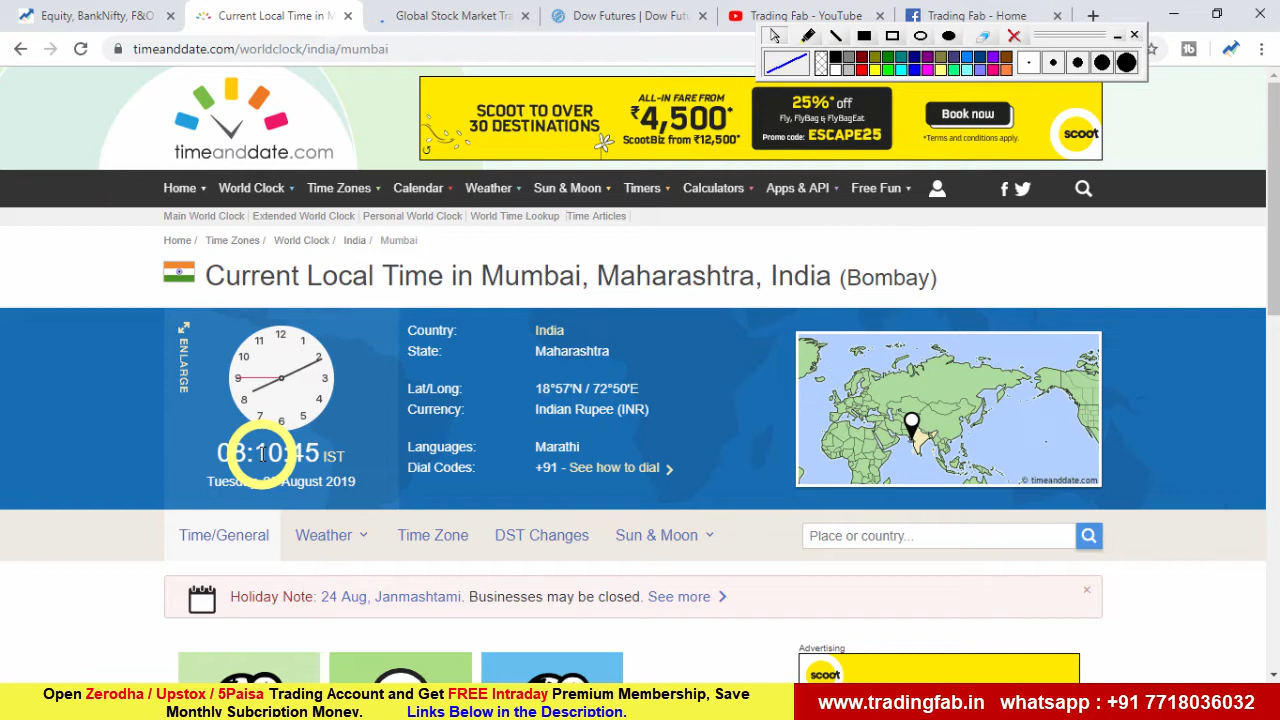 Equity, BankNifty, F&O
Current Local Time in M
Global Stock Market Tra
Dow Futures | Dow Futu
Trading Fab - YouTube
Trading Fab - Home
timeanddate.com/worldclock/india/mumbai
timeanddate.com
SCOOT TO OVER
30 DESTINATIONS
ALL-IN FARE FROM
₹4,500*
ScootBiz from ₹12,500*
25%* off
Fly, FlyBag & FlyBagEat
Promo code: ESCAPE25
Book now
*Terms and conditions apply.
scoot
Home World Clock Time Zones Calendar Weather Sun & Moon Timers Calculators Apps & API Free Fun
Main World Clock Extended World Clock Personal World Clock World Time Lookup Time Articles
Home / Time Zones / World Clock / India / Mumbai
Current Local Time in Mumbai, Maharashtra, India (Bombay)
ENLARGE
12
1
2
3
4
5
6
7
8
9
10
11
08:10:45 IST
Tuesday, August 2019
Country: India
State: Maharashtra
Lat/Long: 18°57'N / 72°50'E
Currency: Indian Rupee (INR)
Languages: Marathi
Dial Codes: +91 - See how to dial
© timeanddate.com
Time/General Weather Time Zone DST Changes Sun & Moon
Place or country...
Holiday Note: 24 Aug, Janmashtami. Businesses may be closed. See more
×
Advertising
scoot
Open Zerodha / Upstox / 5Paisa Trading Account and Get FREE Intraday Premium Membership, Save
Monthly Subcription Money. Links Below in the Description.
www.tradingfab.in whatsapp : +91 7718036032